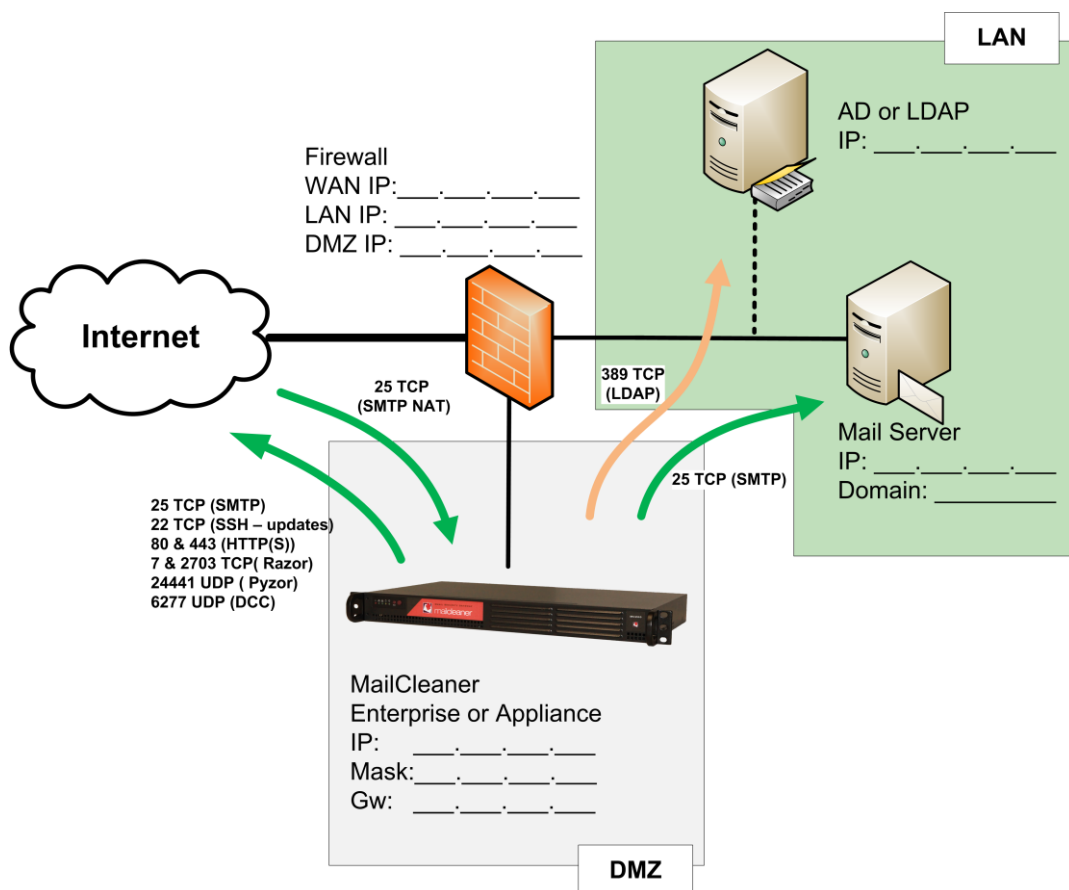 LAN
AD or LDAP
IP: ___.___.___.___
Firewall
WAN IP:___.___.___.___
LAN IP: ___.___.___.___
DMZ IP: ___.___.___.___
Internet
25 TCP
(SMTP NAT)
389 TCP
(LDAP)
Mail Server
IP: ___.___.___.___
Domain: __________
25 TCP (SMTP)
25 TCP (SMTP)
22 TCP (SSH – updates)
80 & 443 (HTTP(S))
7 & 2703 TCP( Razor)
24441 UDP ( Pyzor)
6277 UDP (DCC)
mailcleaner
MailCleaner
Enterprise or Appliance
IP: ___.___.___.___
Mask:___.___.___.___
Gw: ___.___.___.___
DMZ